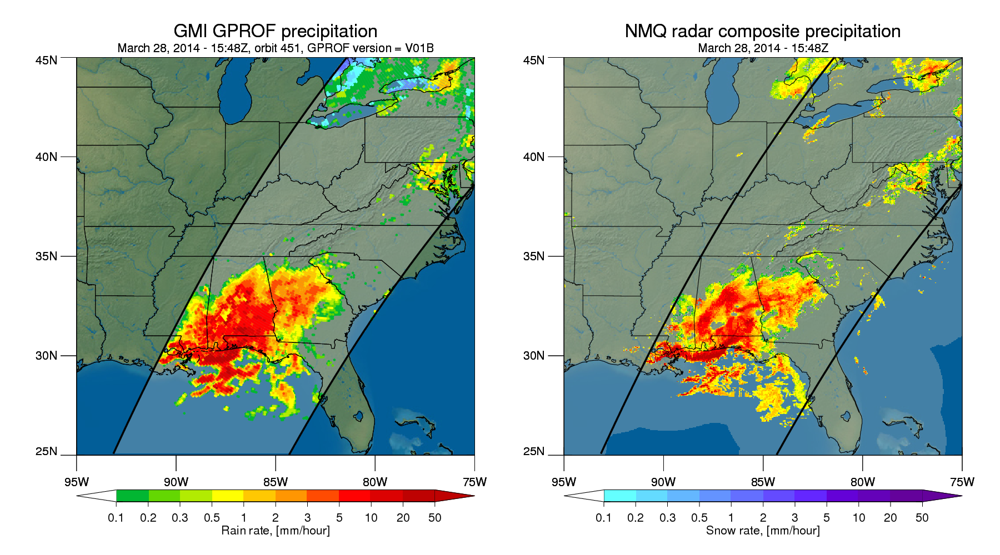 GMI GPROF precipitation
March 28, 2014 - 15:48Z, orbit 451, GPROF version = V01B
45N
40N
35N
30N
25N
95W 90W 85W 80W 75W
0.1 0.2 0.3 0.5 1 2 3 5 10 20 50
Rain rate, [mm/hour]
NMQ radar composite precipitation
March 28, 2014 - 15:48Z
45N
40N
35N
30N
25N
95W 90W 85W 80W 75W
0.1 0.2 0.3 0.5 1 2 3 5 10 20 50
Snow rate, [mm/hour]